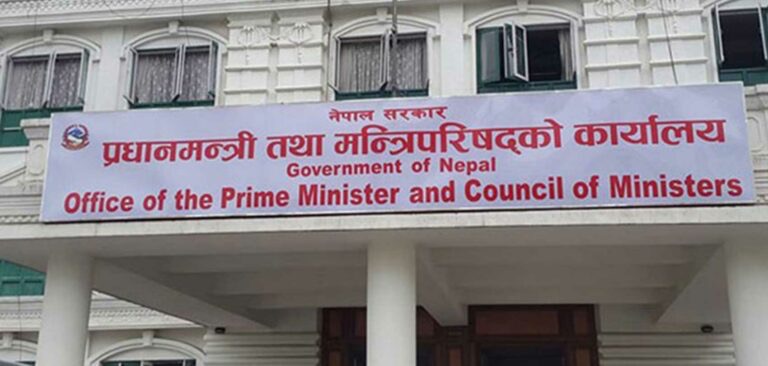 नेपाल सरकार
प्रधानमन्त्री तथा मन्त्रिपरिषद्को कार्यालय
Government of Nepal
Office of the Prime Minister and Council of Ministers